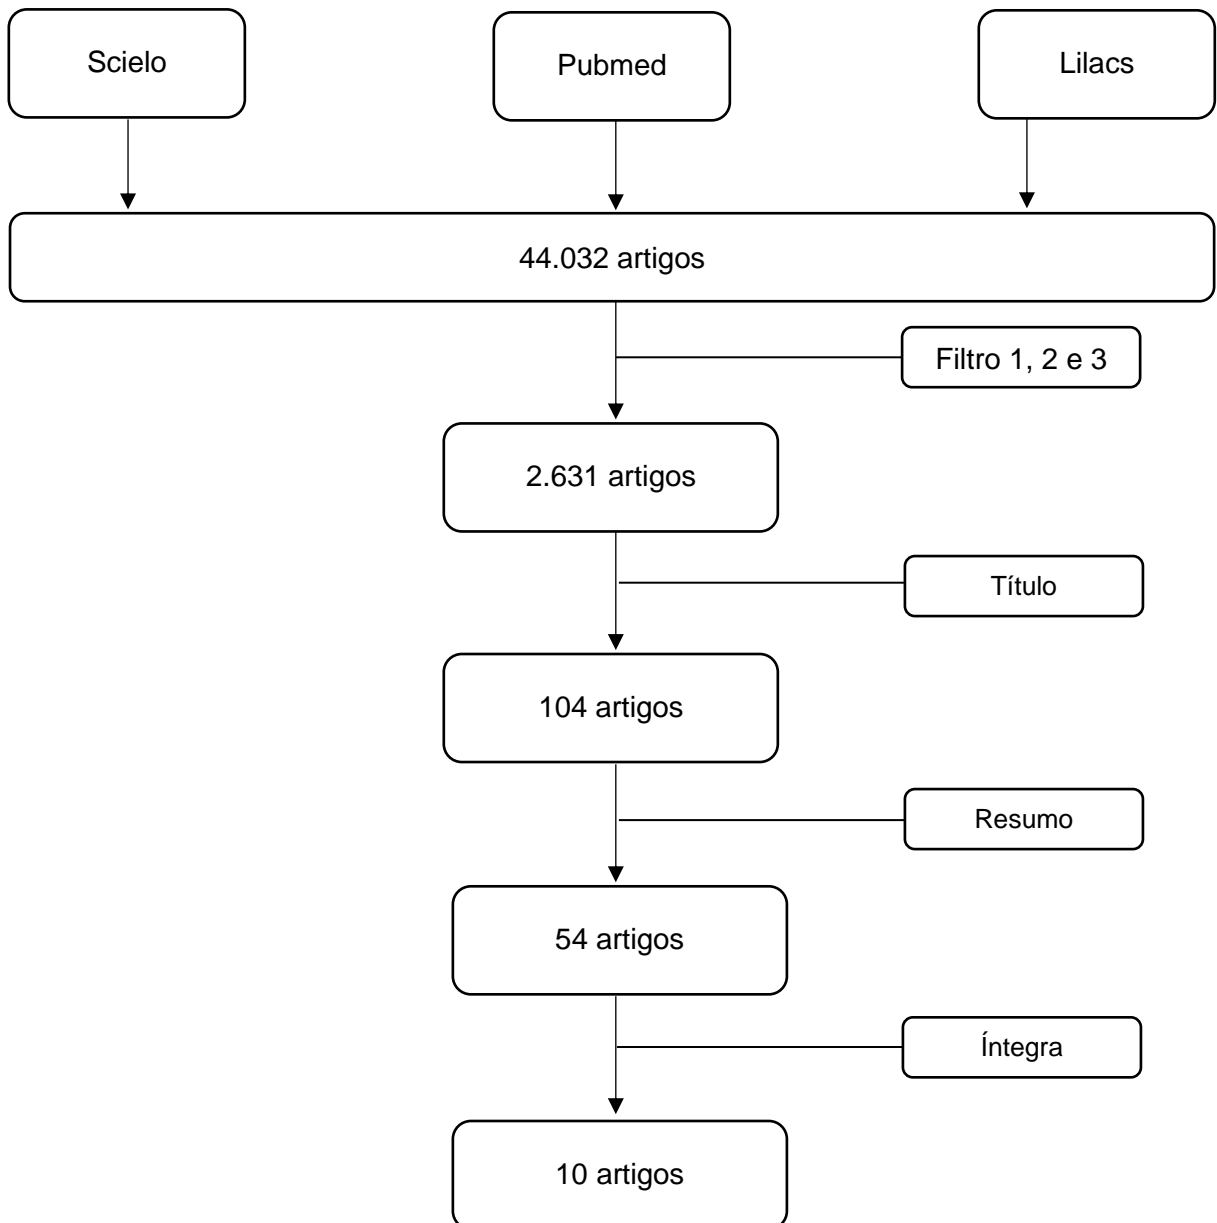 Scielo
Pubmed
Lilacs
44.032 artigos
Filtro 1, 2 e 3
2.631 artigos
Título
104 artigos
Resumo
54 artigos
Íntegra
10 artigos